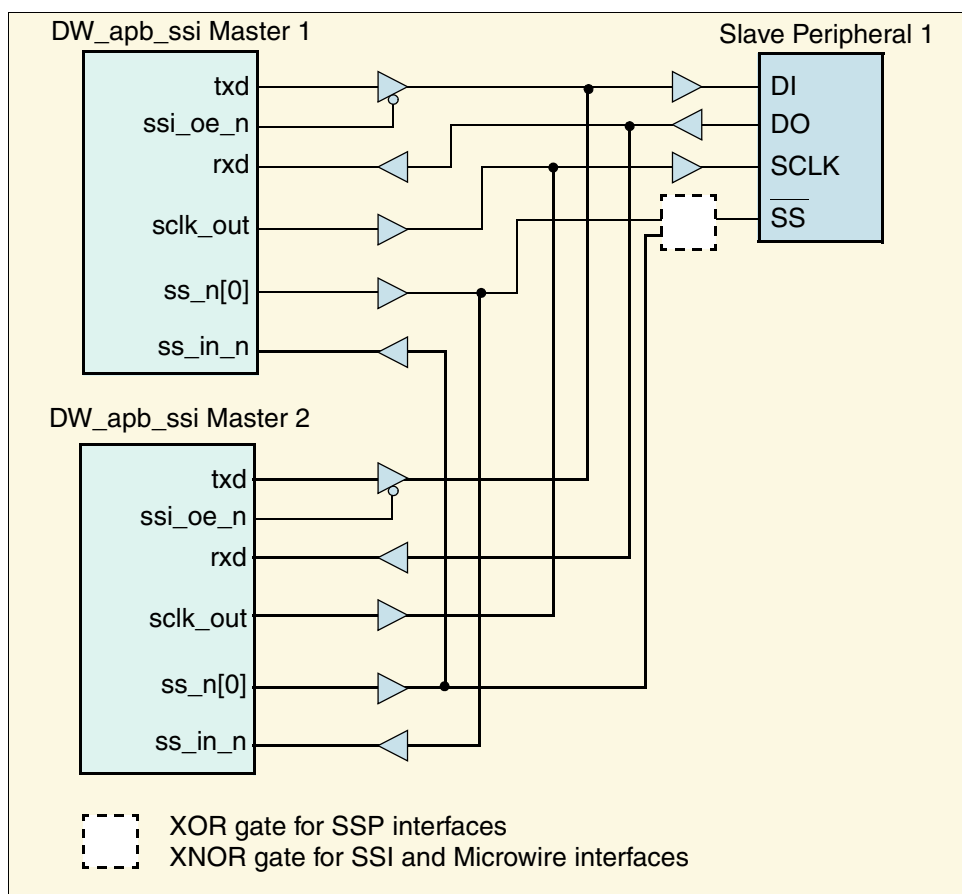 DW_apb_ssi Master 1
txd
ssi_oe_n
rxd
sclk_out
ss_n[0]
ss_in_n
Slave Peripheral 1
DI
DO
SCLK
SS
DW_apb_ssi Master 2
txd
ssi_oe_n
rxd
sclk_out
ss_n[0]
ss_in_n
XOR gate for SSP interfaces
XNOR gate for SSI and Microwire interfaces